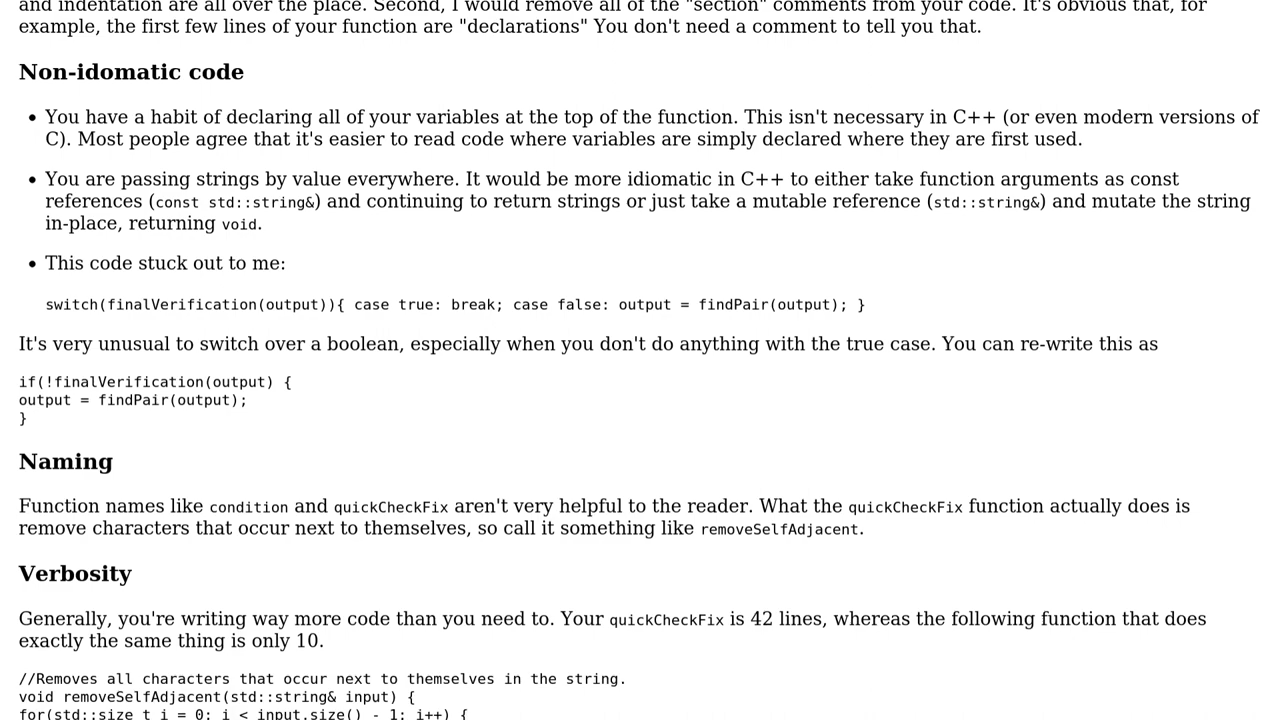 and indentation are all over the place. Second, I would remove all of the "section" comments from your code. It's obvious that, for
example, the first few lines of your function are "declarations" You don't need a comment to tell you that.
Non-idomatic code
• You have a habit of declaring all of your variables at the top of the function. This isn't necessary in C++ (or even modern versions of
C). Most people agree that it's easier to read code where variables are simply declared where they are first used.
• You are passing strings by value everywhere. It would be more idiomatic in C++ to either take function arguments as const
references (const std::string&) and continuing to return strings or just take a mutable reference (std::string&) and mutate the string
in-place, returning void.
• This code stuck out to me:
switch(finalVerification(output)){ case true: break; case false: output = findPair(output); }
It's very unusual to switch over a boolean, especially when you don't do anything with the true case. You can re-write this as
if(!finalVerification(output) {
output = findPair(output);
}
Naming
Function names like condition and quickCheckFix aren't very helpful to the reader. What the quickCheckFix function actually does is
remove characters that occur next to themselves, so call it something like removeSelfAdjacent.
Verbosity
Generally, you're writing way more code than you need to. Your quickCheckFix is 42 lines, whereas the following function that does
exactly the same thing is only 10.
//Removes all characters that occur next to themselves in the string.
void removeSelfAdjacent(std::string& input) {
for(std::size_t i = 0; i < input.size() - 1; i++) {